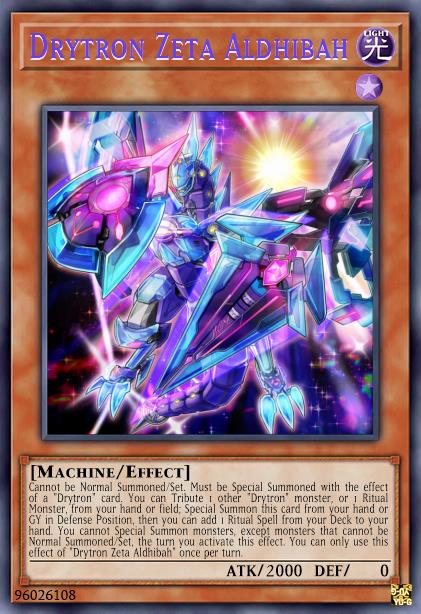 Drytron Zeta Aldhibah
LIGHT
光
[Machine/Effect]
Cannot be Normal Summoned/Set. Must be Special Summoned with the effect
of a "Drytron" card. You can Tribute 1 other "Drytron" monster, or 1 Ritual
Monster, from your hand or field; Special Summon this card from your hand or
GY in Defense Position, then you can add 1 Ritual Spell from your Deck to your
hand. You cannot Special Summon monsters, except monsters that cannot be
Normal Summoned/Set, the turn you activate this effect. You can only use this
effect of "Drytron Zeta Aldhibah" once per turn.
ATK/2000 DEF/ 0
96026108